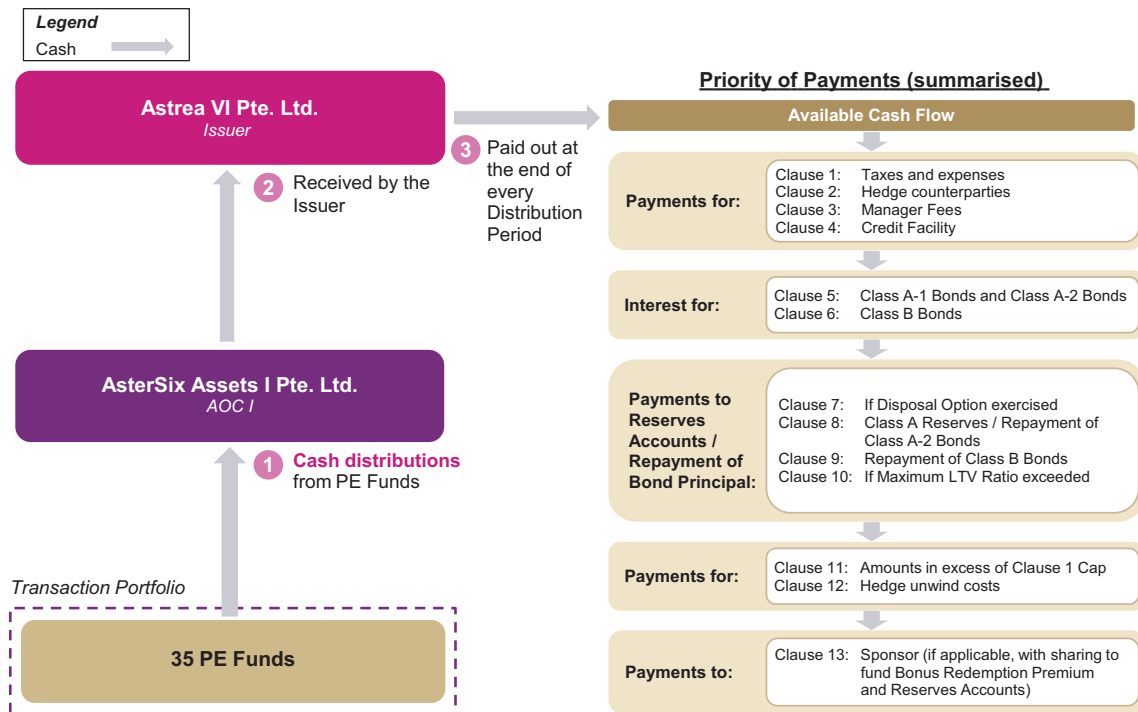 Legend
Cash
Astrea VI Pte. Ltd.
Issuer
2 Received by the
Issuer
3 Paid out at
the end of
every
Distribution
Period
AsterSix Assets I Pte. Ltd.
AOC I
1 Cash distributions
from PE Funds
Transaction Portfolio
35 PE Funds
Priority of Payments (summarised)
Available Cash Flow
Payments for:
Clause 1: Taxes and expenses
Clause 2: Hedge counterparties
Clause 3: Manager Fees
Clause 4: Credit Facility
Interest for:
Clause 5: Class A-1 Bonds and Class A-2 Bonds
Clause 6: Class B Bonds
Payments to
Reserves
Accounts /
Repayment of
Bond Principal:
Clause 7: If Disposal Option exercised
Clause 8: Class A Reserves / Repayment of
Class A-2 Bonds
Clause 9: Repayment of Class B Bonds
Clause 10: If Maximum LTV Ratio exceeded
Payments for:
Clause 11: Amounts in excess of Clause 1 Cap
Clause 12: Hedge unwind costs
Payments to:
Clause 13: Sponsor (if applicable, with sharing to
fund Bonus Redemption Premium
and Reserves Accounts)